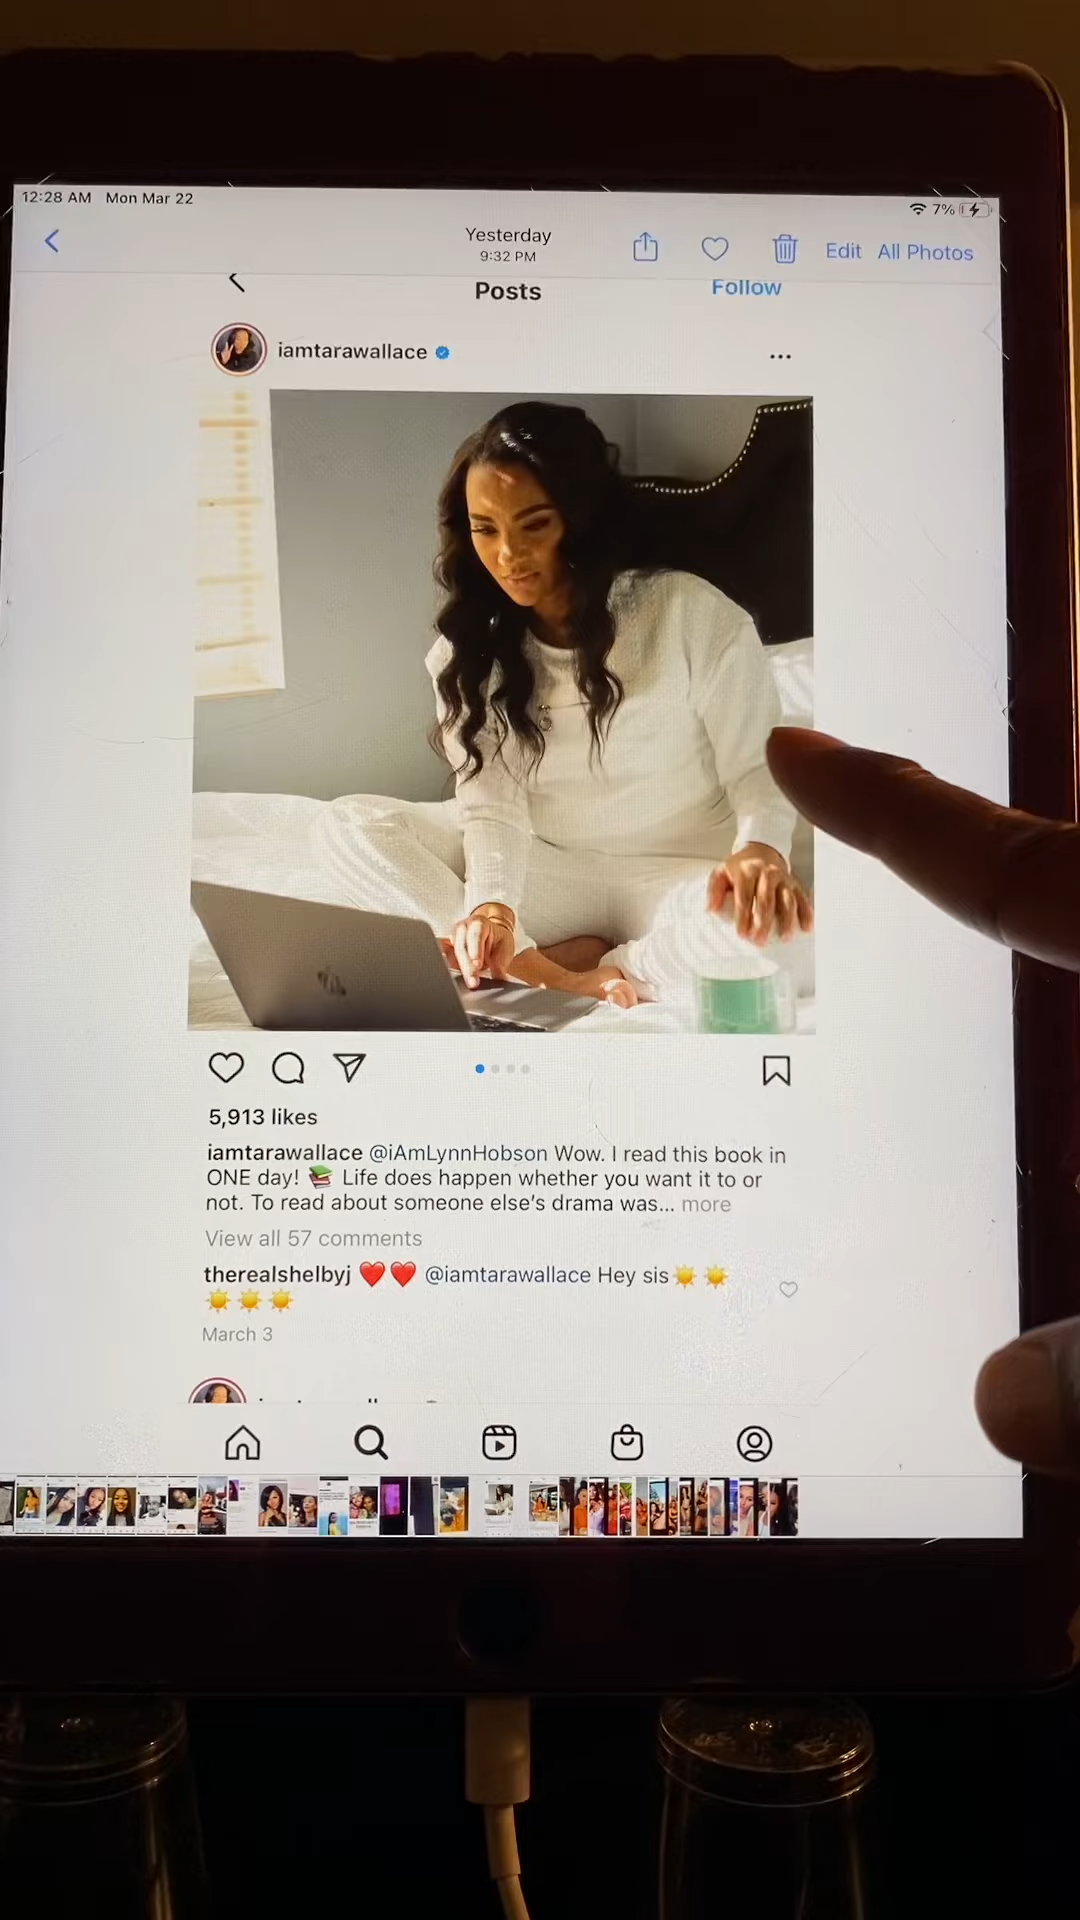 12:28 AM Mon Mar 22
7%
Yesterday
9:32 PM
Edit All Photos
Posts
Follow
iamtarawallace
5,913 likes
iamtarawallace @iAmLynnHobson Wow. I read this book in
ONE day! 📚 Life does happen whether you want it to or
not. To read about someone else's drama was... more
View all 57 comments
therealshelbyj ❤️❤️ @iamtarawallace Hey sis☀️☀️
☀️☀️☀️
March 3